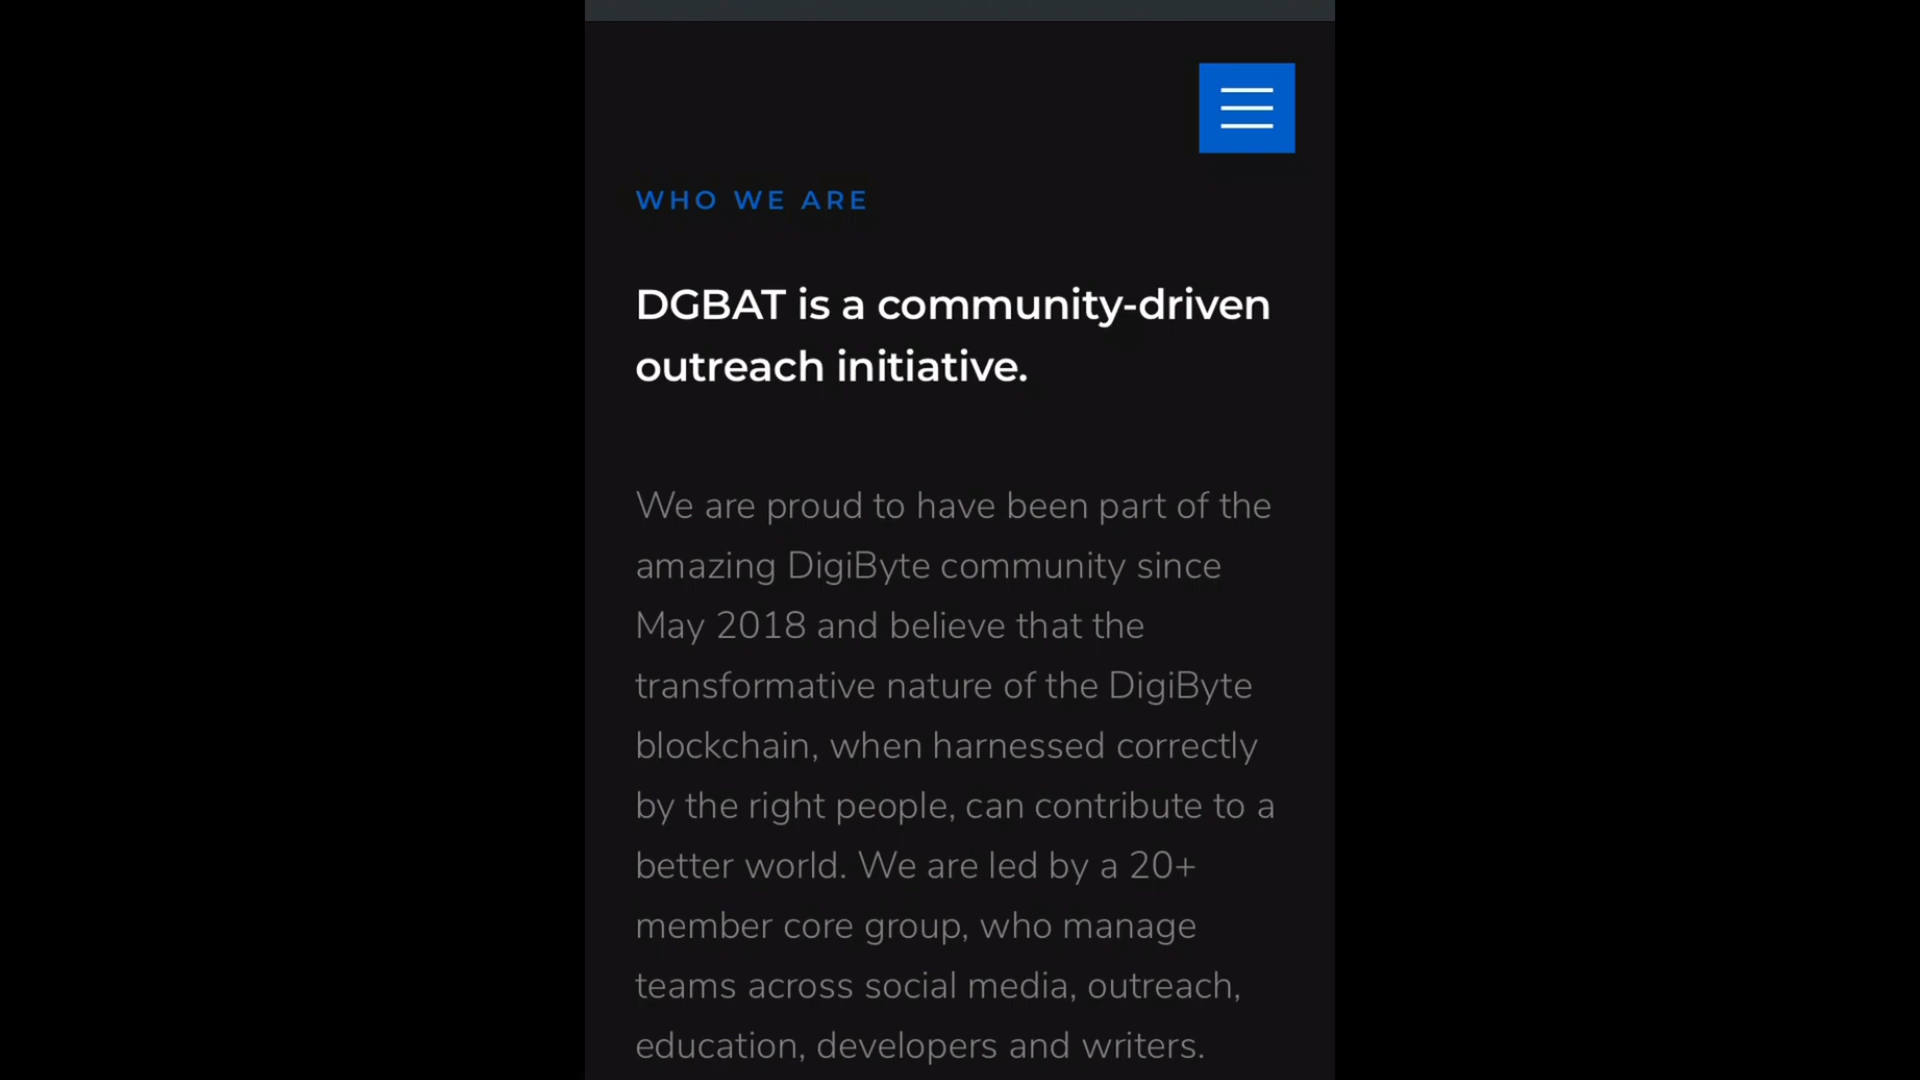 WHO WE ARE
DGBAT is a community-driven
outreach initiative.
We are proud to have been part of the
amazing DigiByte community since
May 2018 and believe that the
transformative nature of the DigiByte
blockchain, when harnessed correctly
by the right people, can contribute to a
better world. We are led by a 20+
member core group, who manage
teams across social media, outreach,
education, developers and writers.